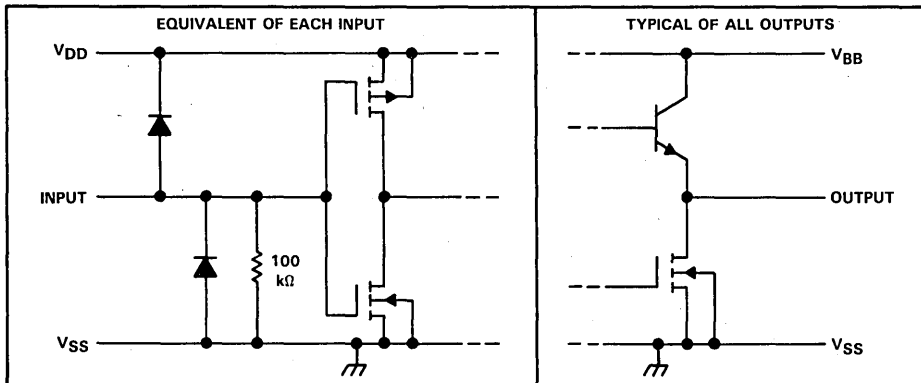 EQUIVALENT OF EACH INPUT
VDD
INPUT
100
kΩ
VSS
TYPICAL OF ALL OUTPUTS
VBB
OUTPUT
VSS